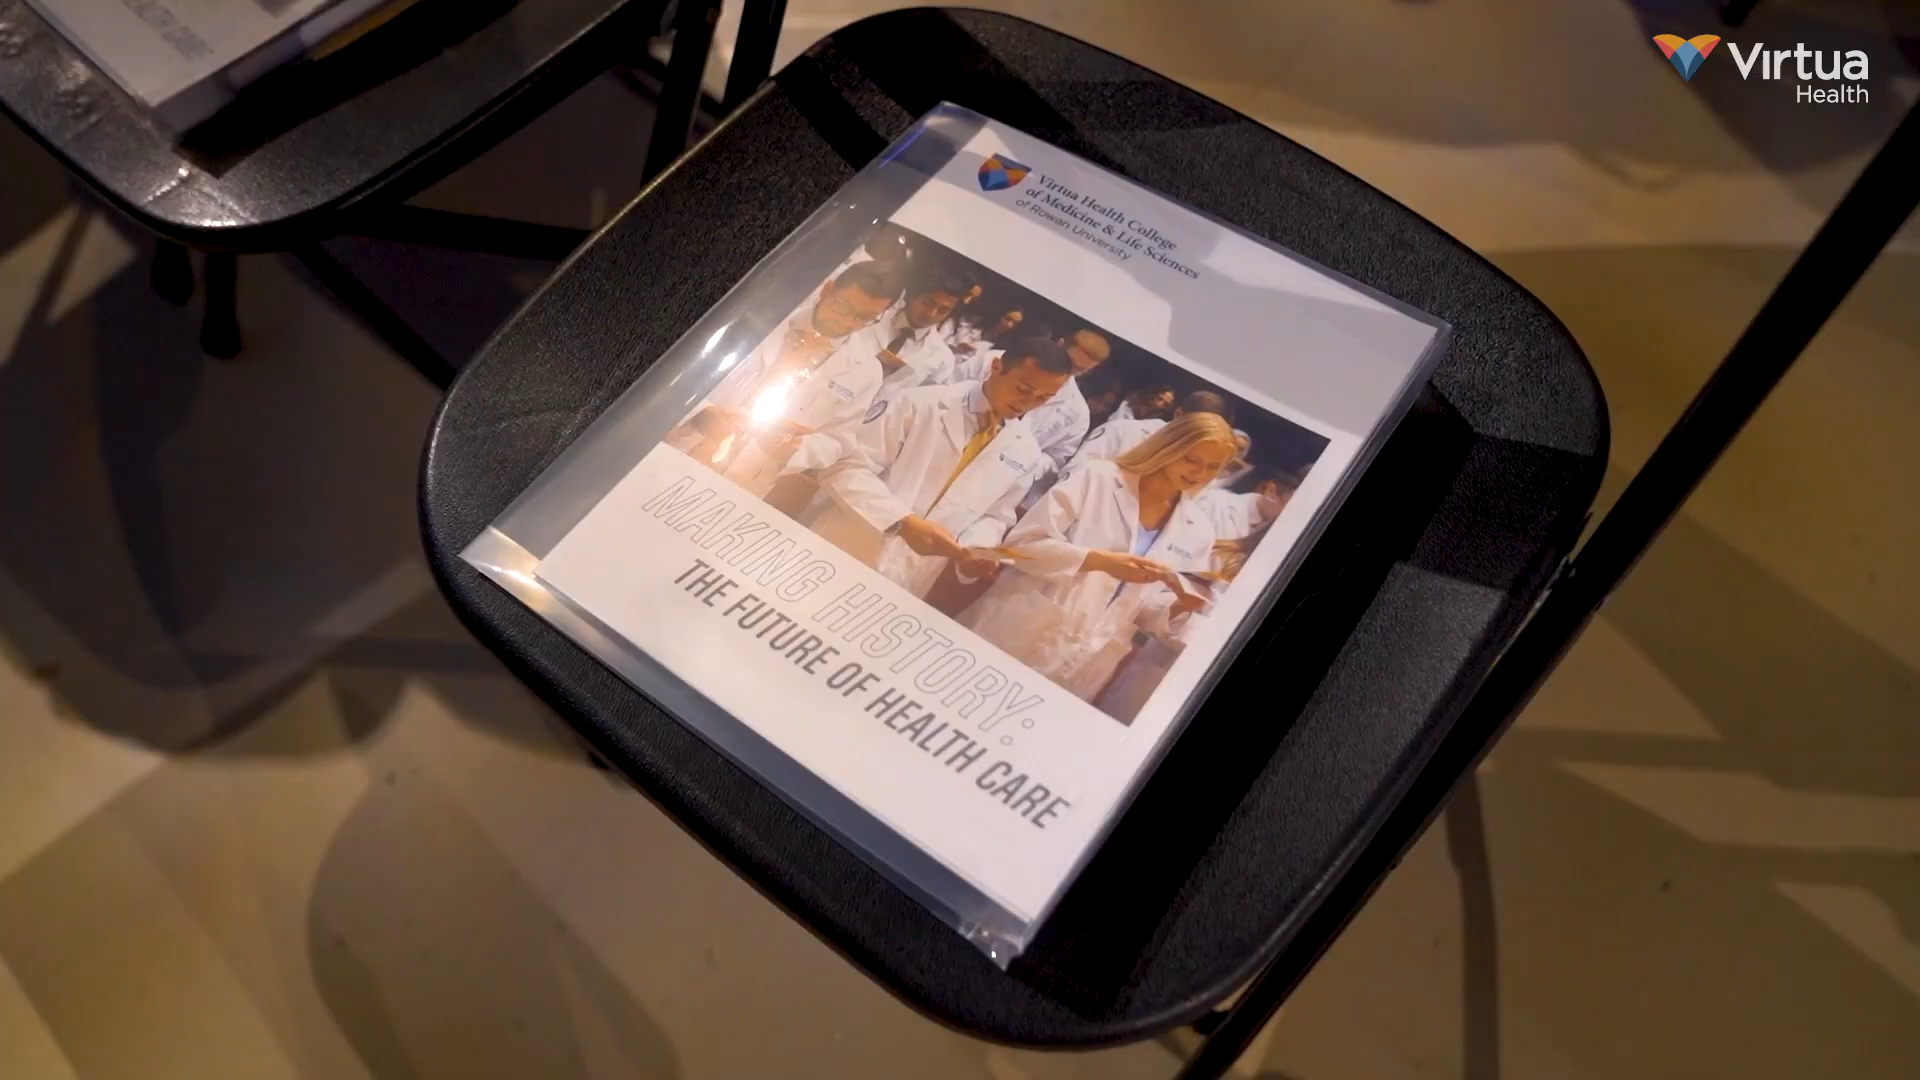 Virtua
Health
Virtua Health College
of Medicine & Life Sciences
of Rowan University
MAKING HISTORY:
THE FUTURE OF HEALTH CARE